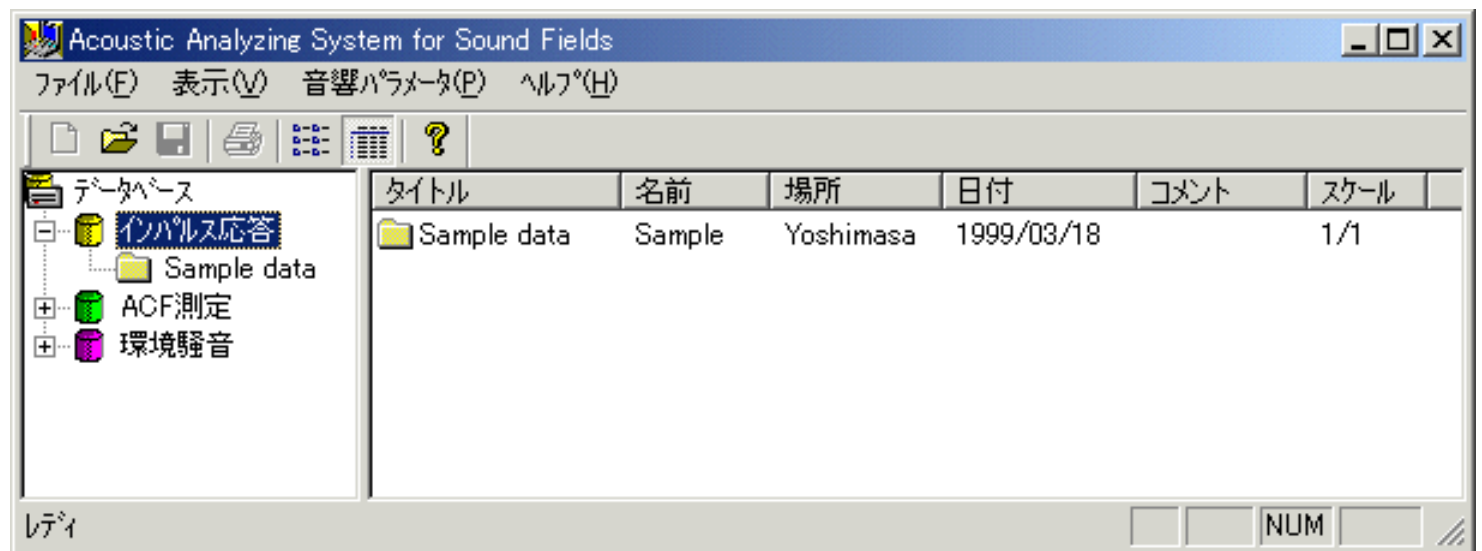 Acoustic Analyzing System for Sound Fields
ﾌｧｲﾙ(F) 表示(V) 音響ﾊﾟﾗﾒｰﾀ(P) ﾍﾙﾌﾟ(H)
ﾃﾞｰﾀﾍﾞｰｽ
ｲﾝﾊﾟﾙｽ応答
Sample data
ACF測定
環境騒音
タイトル 名前 場所 日付 コメント スケール
Sample data Sample Yoshimasa 1999/03/18 1/1
ﾚﾃﾞｨ NUM